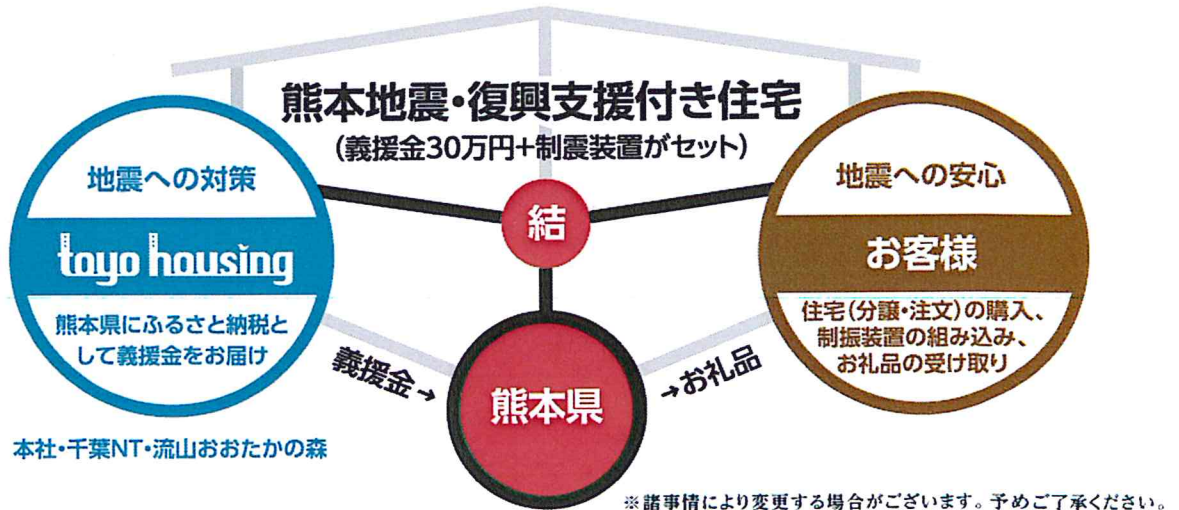 熊本地震・復興支援付き住宅
(義援金30万円+制震装置がセット)
地震への対策
toyo housing
熊本県にふるさと納税と
して義援金をお届け
本社・千葉NT・流山おおたかの森
結
地震への安心
お客様
住宅(分譲・注文)の購入、
制振装置の組み込み、
お礼品の受け取り
義援金→
熊本県
→お礼品
※諸事情により変更する場合がございます。予めご了承ください。